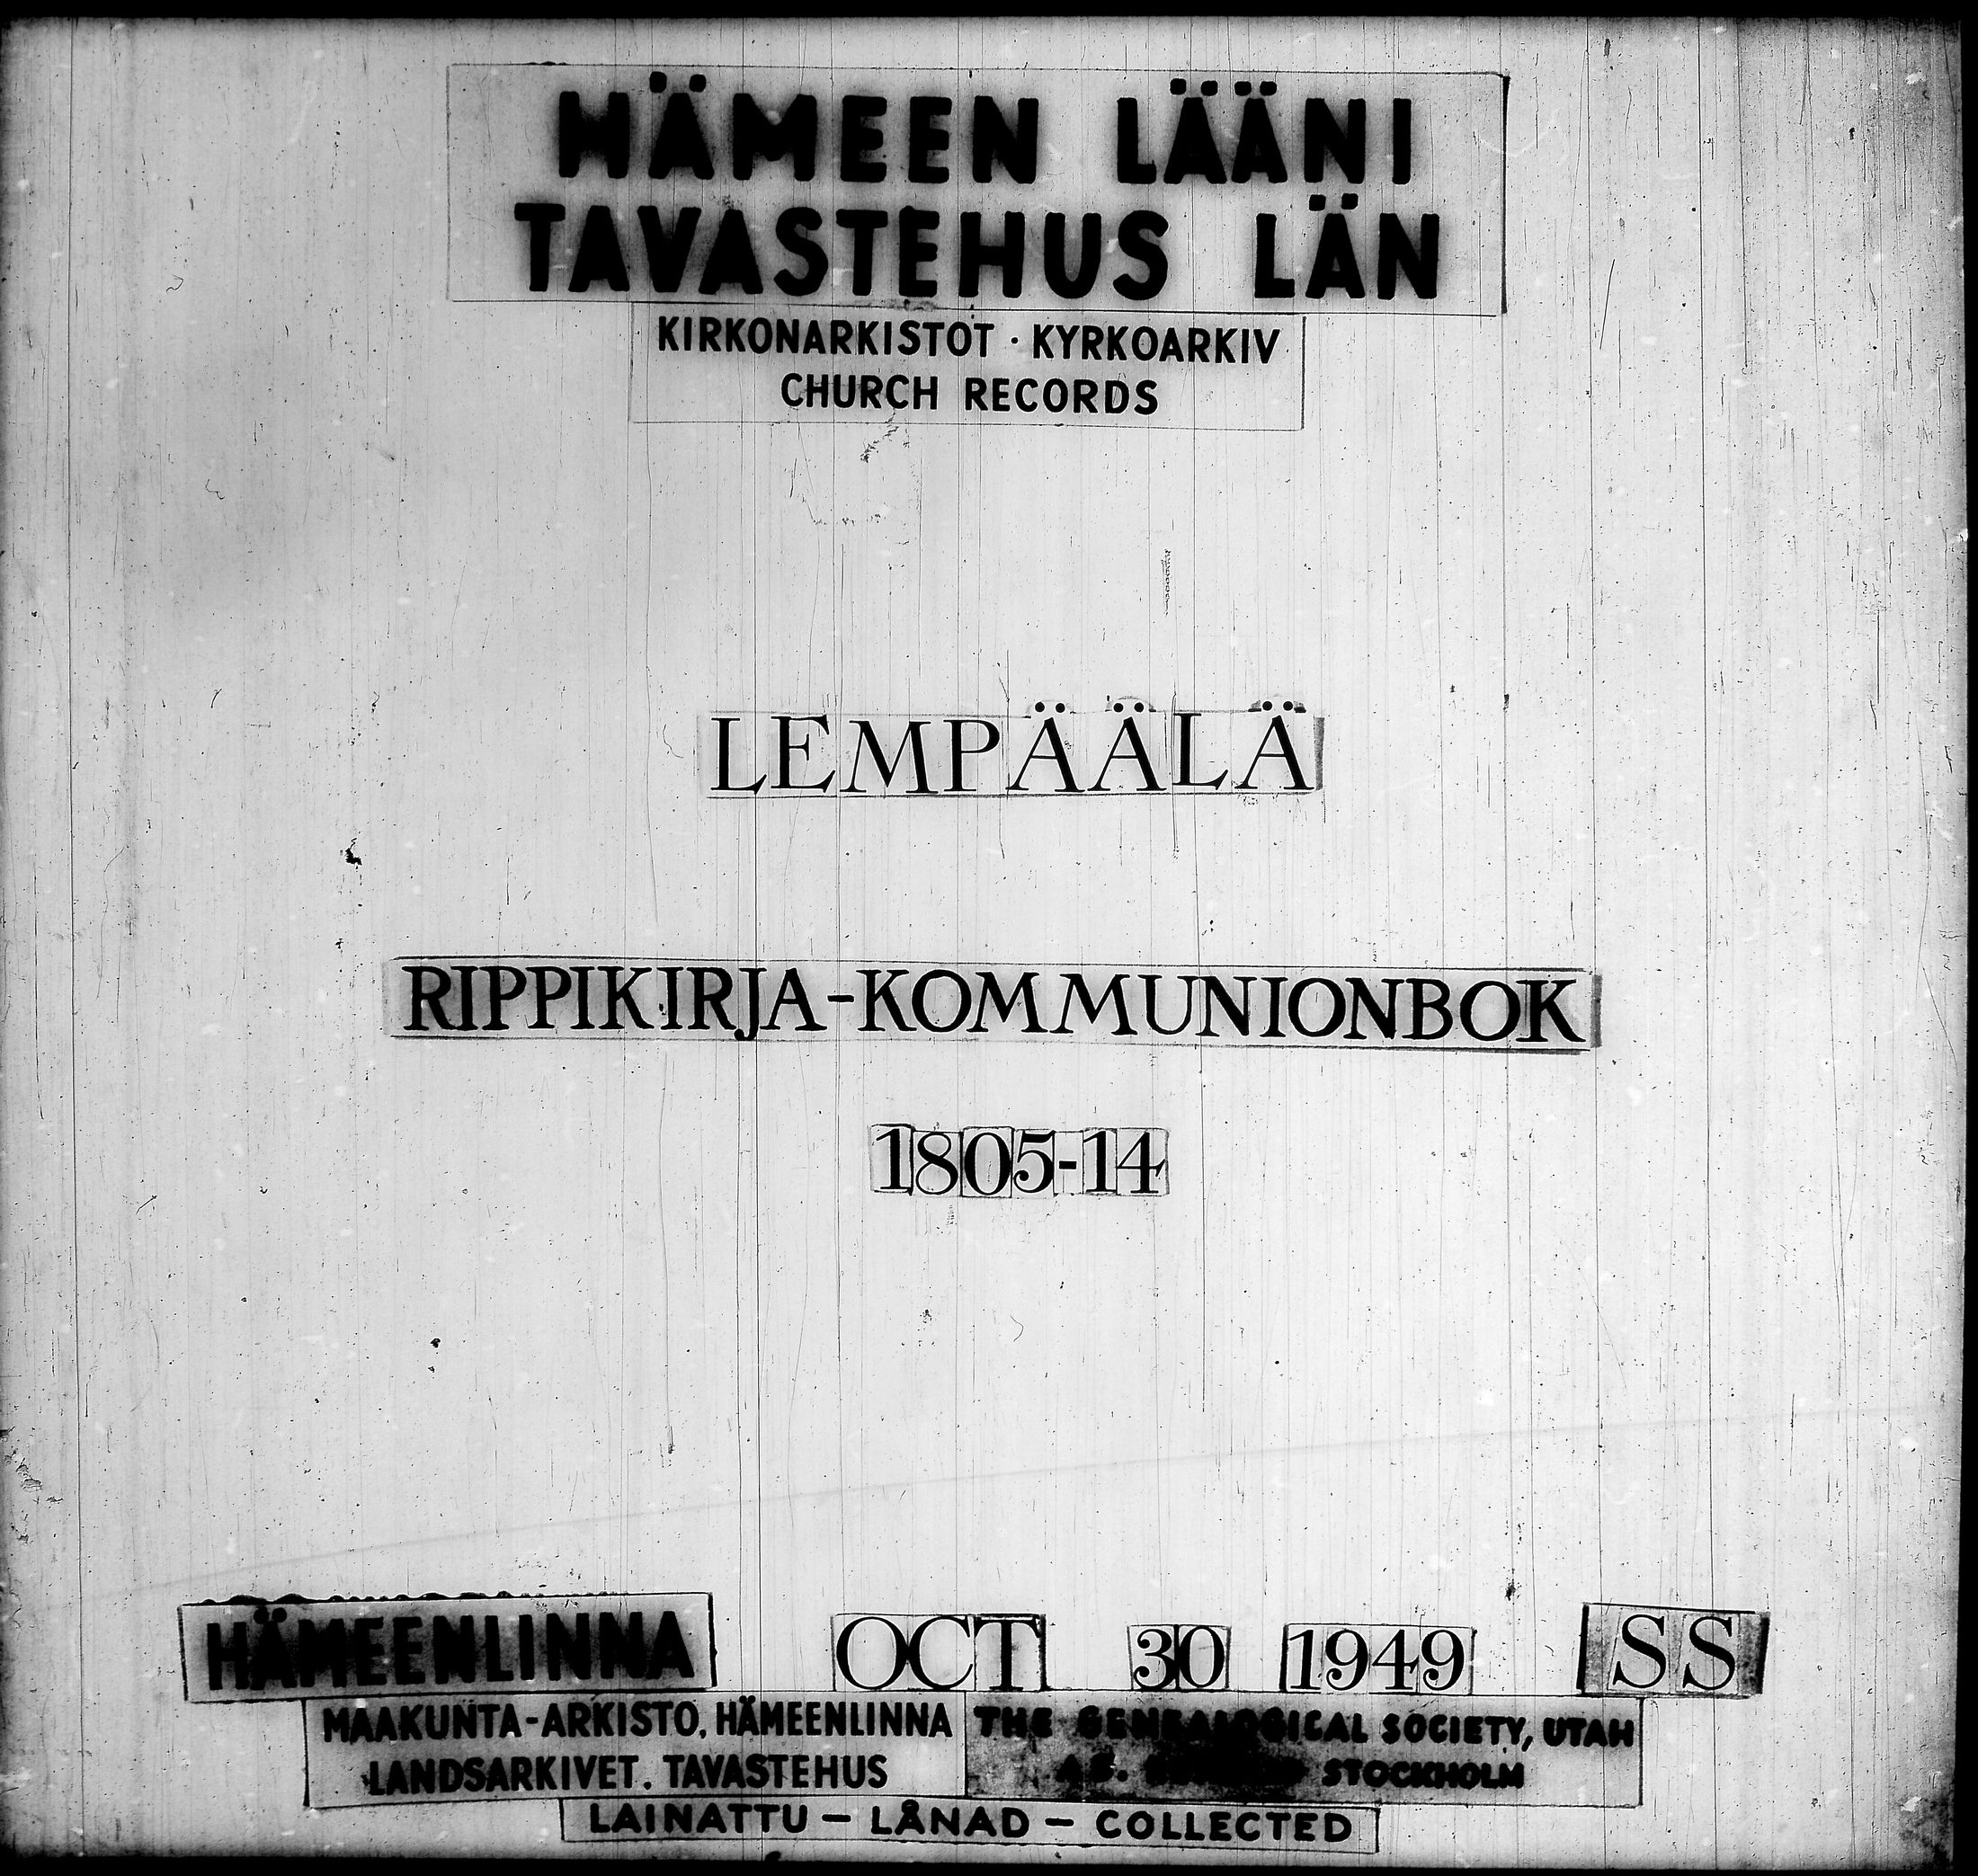 HÄMEEN LÄÄNI
TAVASTEHUS LÄN
KIRKONARKISTOT · KYRKOARKIV
CHURCH RECORDS
LEMPÄÄLÄ
RIPPIKIRJA-KOMMUNIONBOK
1805-14
HÄMEENLINNA OCT 30 1949 SS
MAAKUNTA-ARKISTO, HÄMEENLINNA
LANDSARKIVET. TAVASTEHUS
THE GENEALOGICAL SOCIETY, UTAH
STOCKHOLM
LAINATTU — LÅNAD — COLLECTED